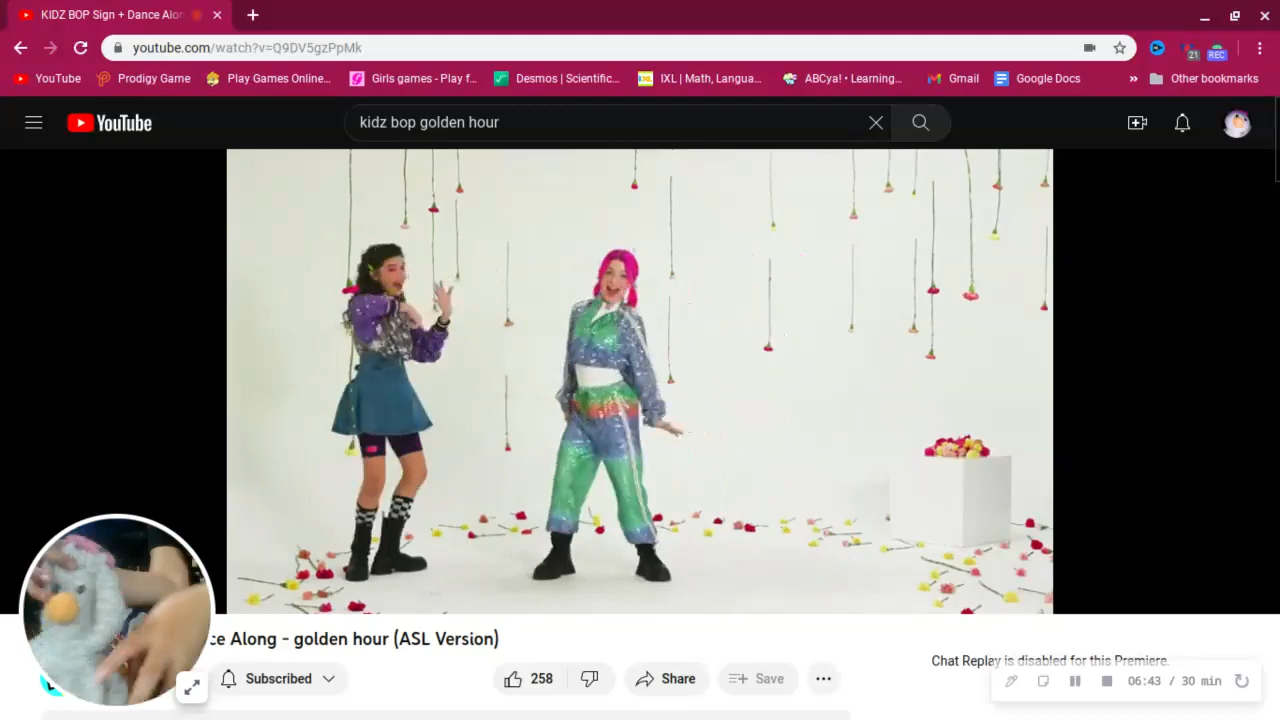 KIDZ BOP Sign + Dance Alon
youtube.com/watch?v=Q9DV5gzPpMk
21
REC
YouTube
Prodigy Game
Play Games Online...
Girls games - Play f...
Desmos | Scientific...
IXL | Math, Langua...
ABCya! • Learning...
Gmail
Google Docs
»
Other bookmarks
YouTube
kidz bop golden hour
ce Along - golden hour (ASL Version)
Subscribed
258
Share
Save
Chat Replay is disabled for this Premiere.
06:43 / 30 min